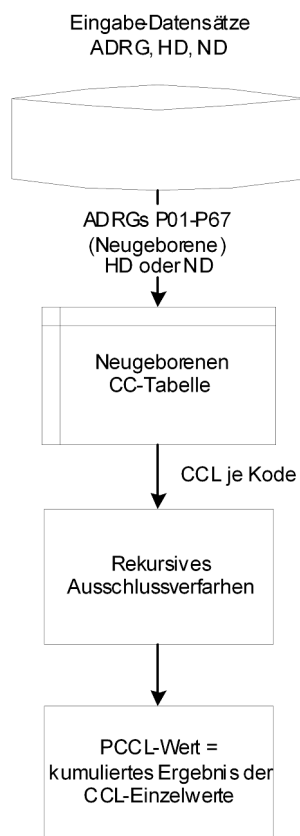 Eingabe-Datensätze
ADRG, HD, ND
ADRGs P01-P67
(Neugeborene)
HD oder ND
Neugeborenen
CC-Tabelle
CCL je Kode
Rekursives
Ausschlussverfarhen
PCCL-Wert =
kumuliertes Ergebnis der
CCL-Einzelwerte